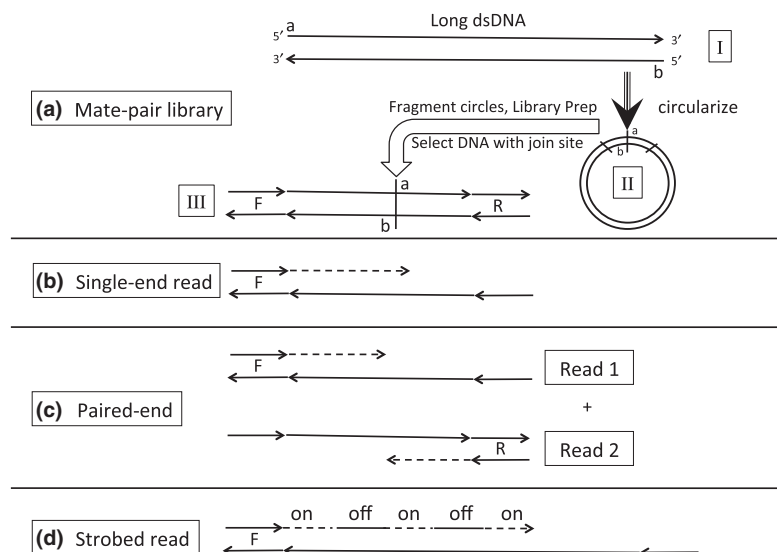 a
Long dsDNA
5′ 3′
3′ 5′
b
I
(a) Mate-pair library
Fragment circles, Library Prep
Select DNA with join site
circularize
a
b
II
III
a
F
R
b
(b) Single-end read
F
(c) Paired-end
F
Read 1
+
R
Read 2
(d) Strobed read
on off on off on
F